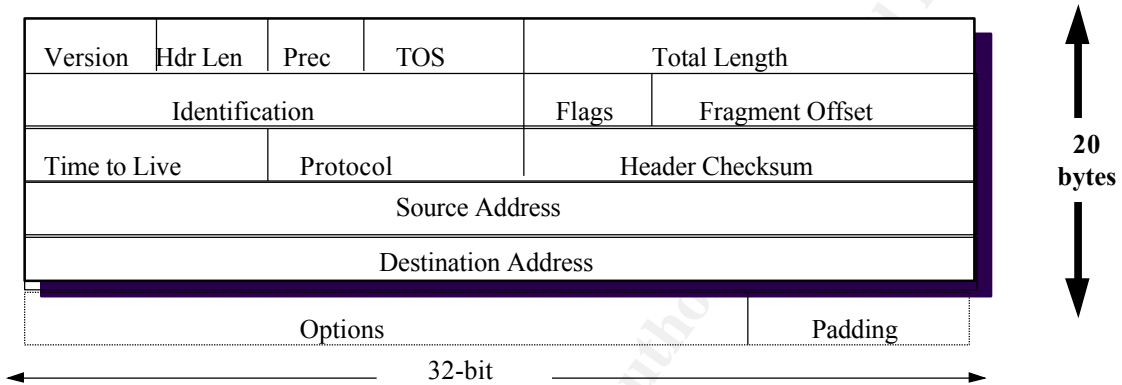 Version Hdr Len Prec TOS Total Length
Identification Flags Fragment Offset
Time to Live Protocol Header Checksum
Source Address
Destination Address
Options Padding
32-bit
20
bytes